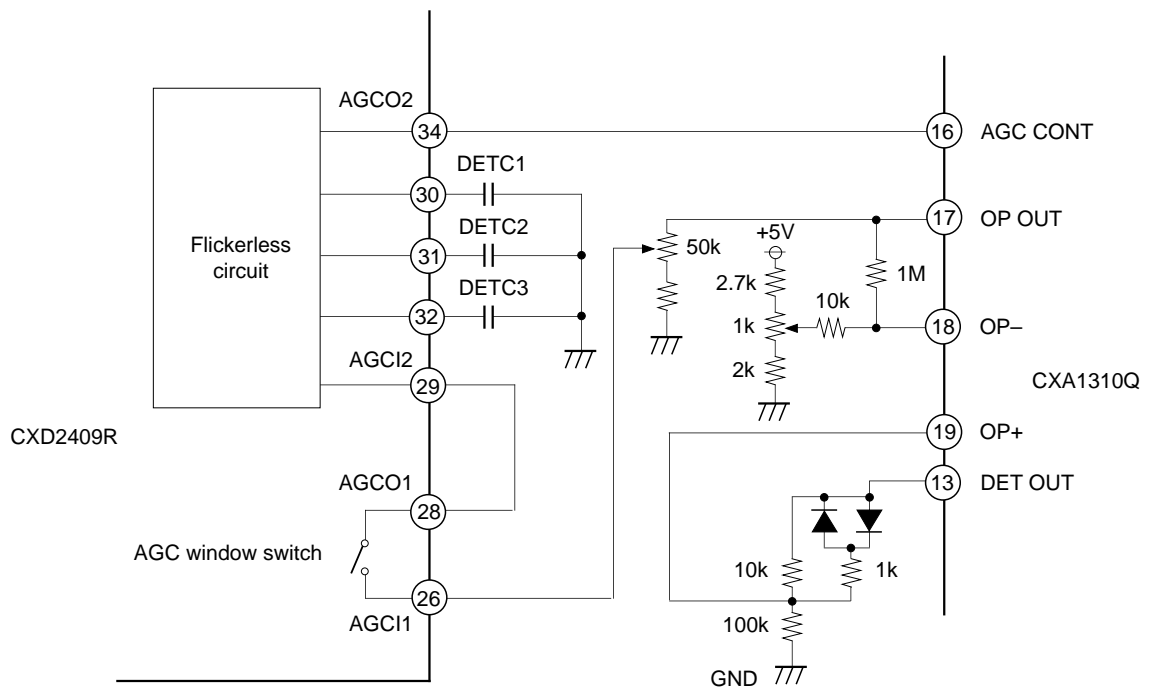 AGCO2
34
16
AGC CONT
DETC1
30
17
OP OUT
+5V
Flickerless
circuit
DETC2
31
50k
2.7k
1M
DETC3
32
10k
1k
18
OP–
AGCI2
29
2k
CXA1310Q
19
OP+
CXD2409R
AGCO1
28
13
DET OUT
AGC window switch
10k
1k
26
AGCI1
100k
GND